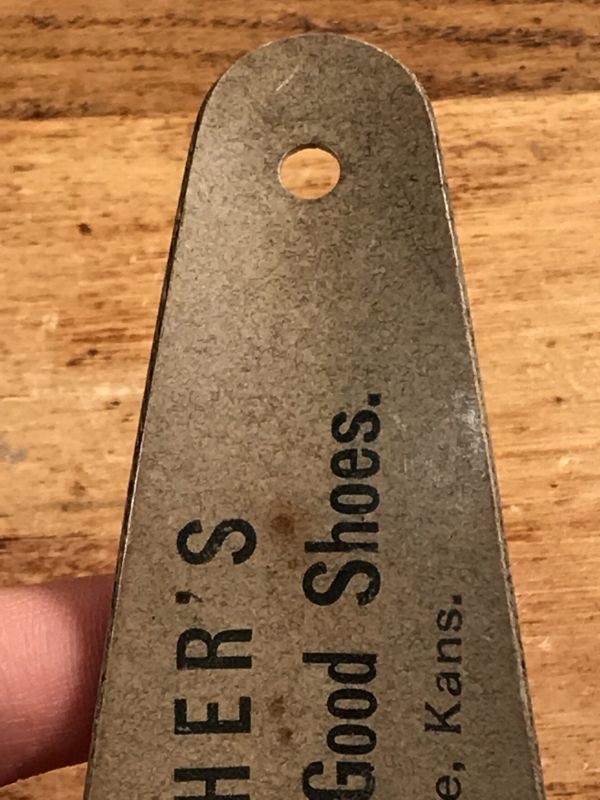 HER'S
Good Shoes.
e, Kans.